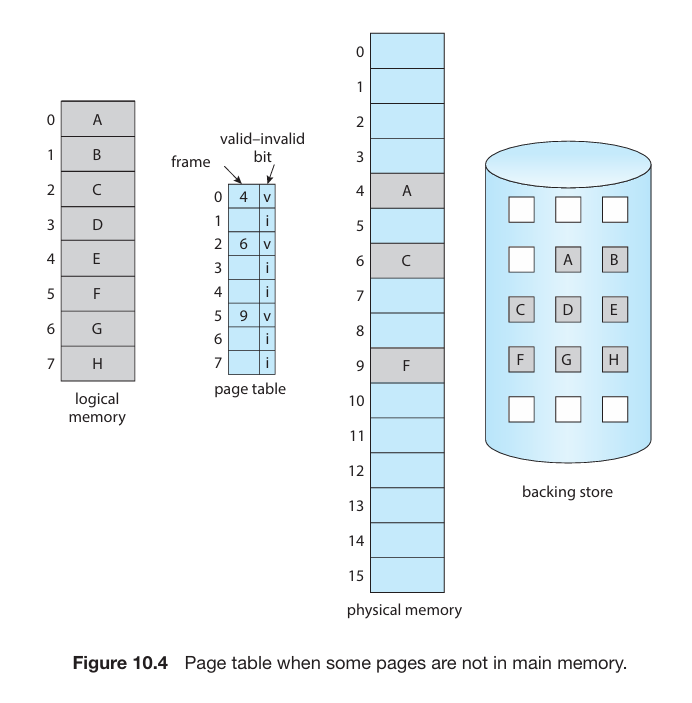 0 A
1 B
2 C
3 D
4 E
5 F
6 G
7 H
logical
memory
valid–invalid
bit
frame
0 4 v
1 i
2 6 v
3 i
4 i
5 9 v
6 i
7 i
page table
0
1
2
3
4 A
5
6 C
7
8
9 F
10
11
12
13
14
15
physical memory
A B
C D E
F G H
backing store
Figure 10.4 Page table when some pages are not in main memory.